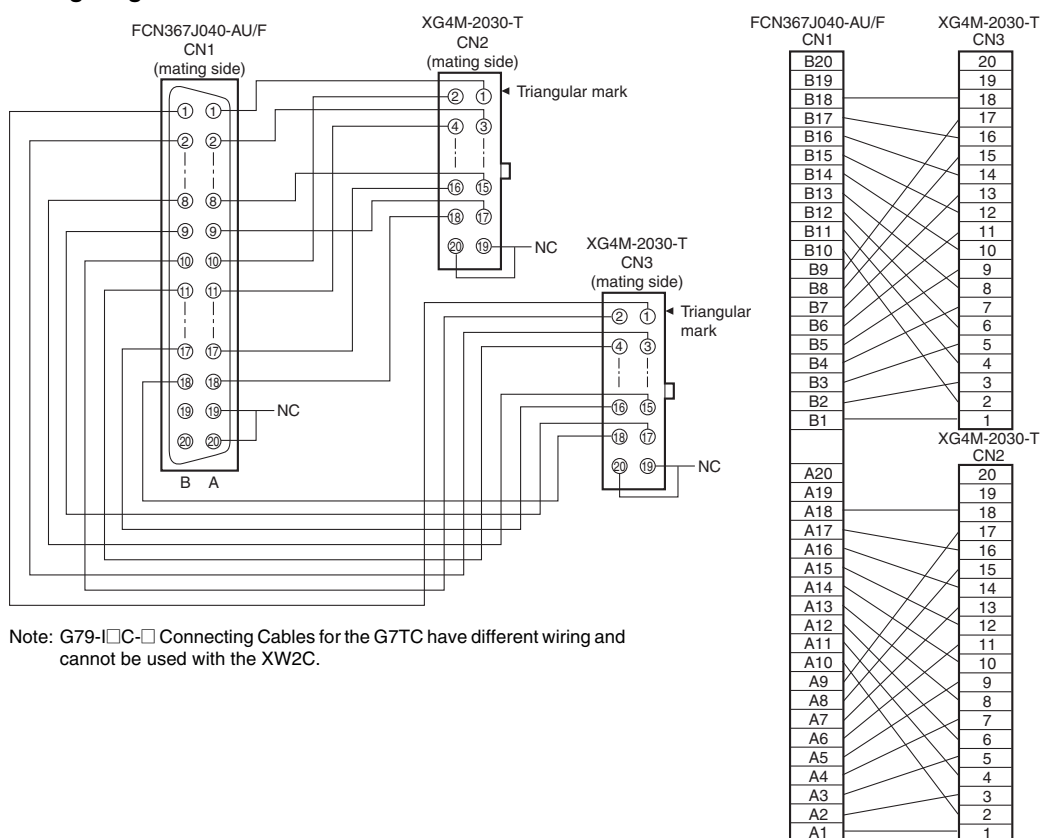 FCN367J040-AU/F
CN1
(mating side)
XG4M-2030-T
CN2
(mating side)
Triangular mark
① ①
② ②
⑧ ⑧
⑨ ⑨
⑩ ⑩
⑪ ⑪
⑰ ⑰
⑱ ⑱
⑲ ⑲ NC
⑳ ⑳
B A
② ①
④ ③
⑯ ⑮
⑱ ⑰
⑳ ⑲ NC
XG4M-2030-T
CN3
(mating side)
Triangular
mark
② ①
④ ③
⑯ ⑮
⑱ ⑰
⑳ ⑲ NC
Note: G79-I□C-□ Connecting Cables for the G7TC have different wiring and
cannot be used with the XW2C.
FCN367J040-AU/F XG4M-2030-T
CN1 CN3
B20 20
B19 19
B18 18
B17 17
B16 16
B15 15
B14 14
B13 13
B12 12
B11 11
B10 10
B9 9
B8 8
B7 7
B6 6
B5 5
B4 4
B3 3
B2 2
B1 1
XG4M-2030-T
CN2
A20 20
A19 19
A18 18
A17 17
A16 16
A15 15
A14 14
A13 13
A12 12
A11 11
A10 10
A9 9
A8 8
A7 7
A6 6
A5 5
A4 4
A3 3
A2 2
A1 1